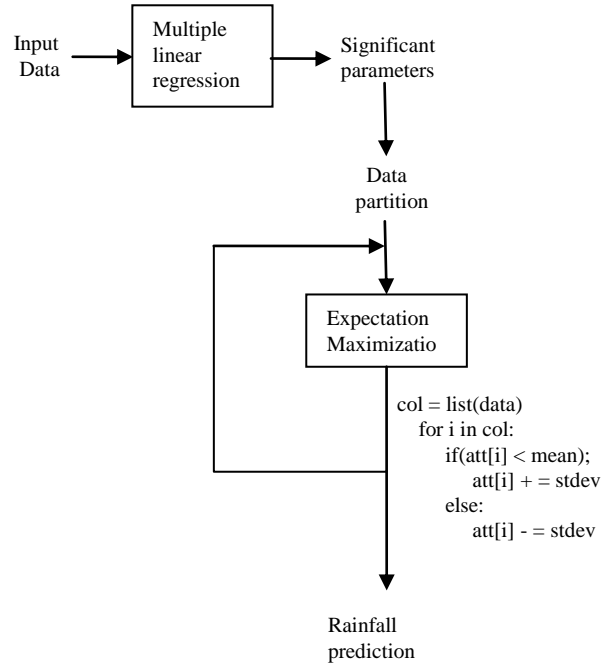 Input
Data
Multiple
linear
regression
Significant
parameters
Data
partition
Expectation
Maximizatio
col = list(data)
for i in col:
if(att[i] < mean);
att[i] + = stdev
else:
att[i] - = stdev
Rainfall
prediction